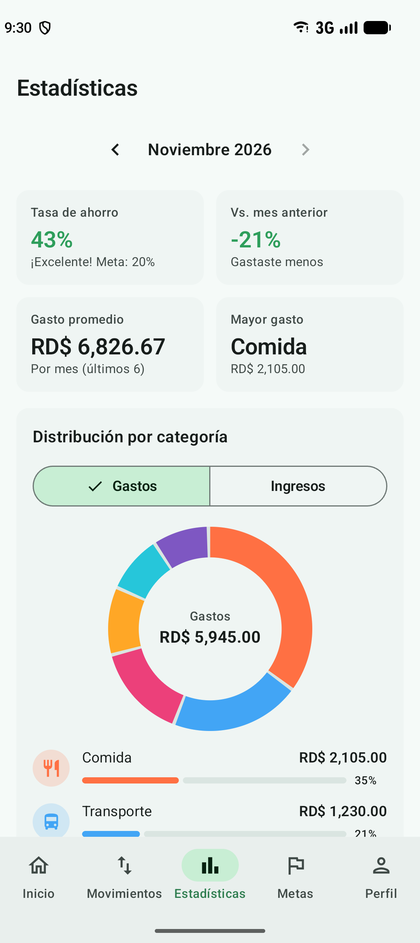 9:30
3G
Estadísticas
Noviembre 2026
Tasa de ahorro
43%
¡Excelente! Meta: 20%
Vs. mes anterior
-21%
Gastaste menos
Gasto promedio
RD$ 6,826.67
Por mes (últimos 6)
Mayor gasto
Comida
RD$ 2,105.00
Distribución por categoría
Gastos
Ingresos
Gastos
RD$ 5,945.00
Comida RD$ 2,105.00
35%
Transporte RD$ 1,230.00
21%
Inicio Movimientos Estadísticas Metas Perfil